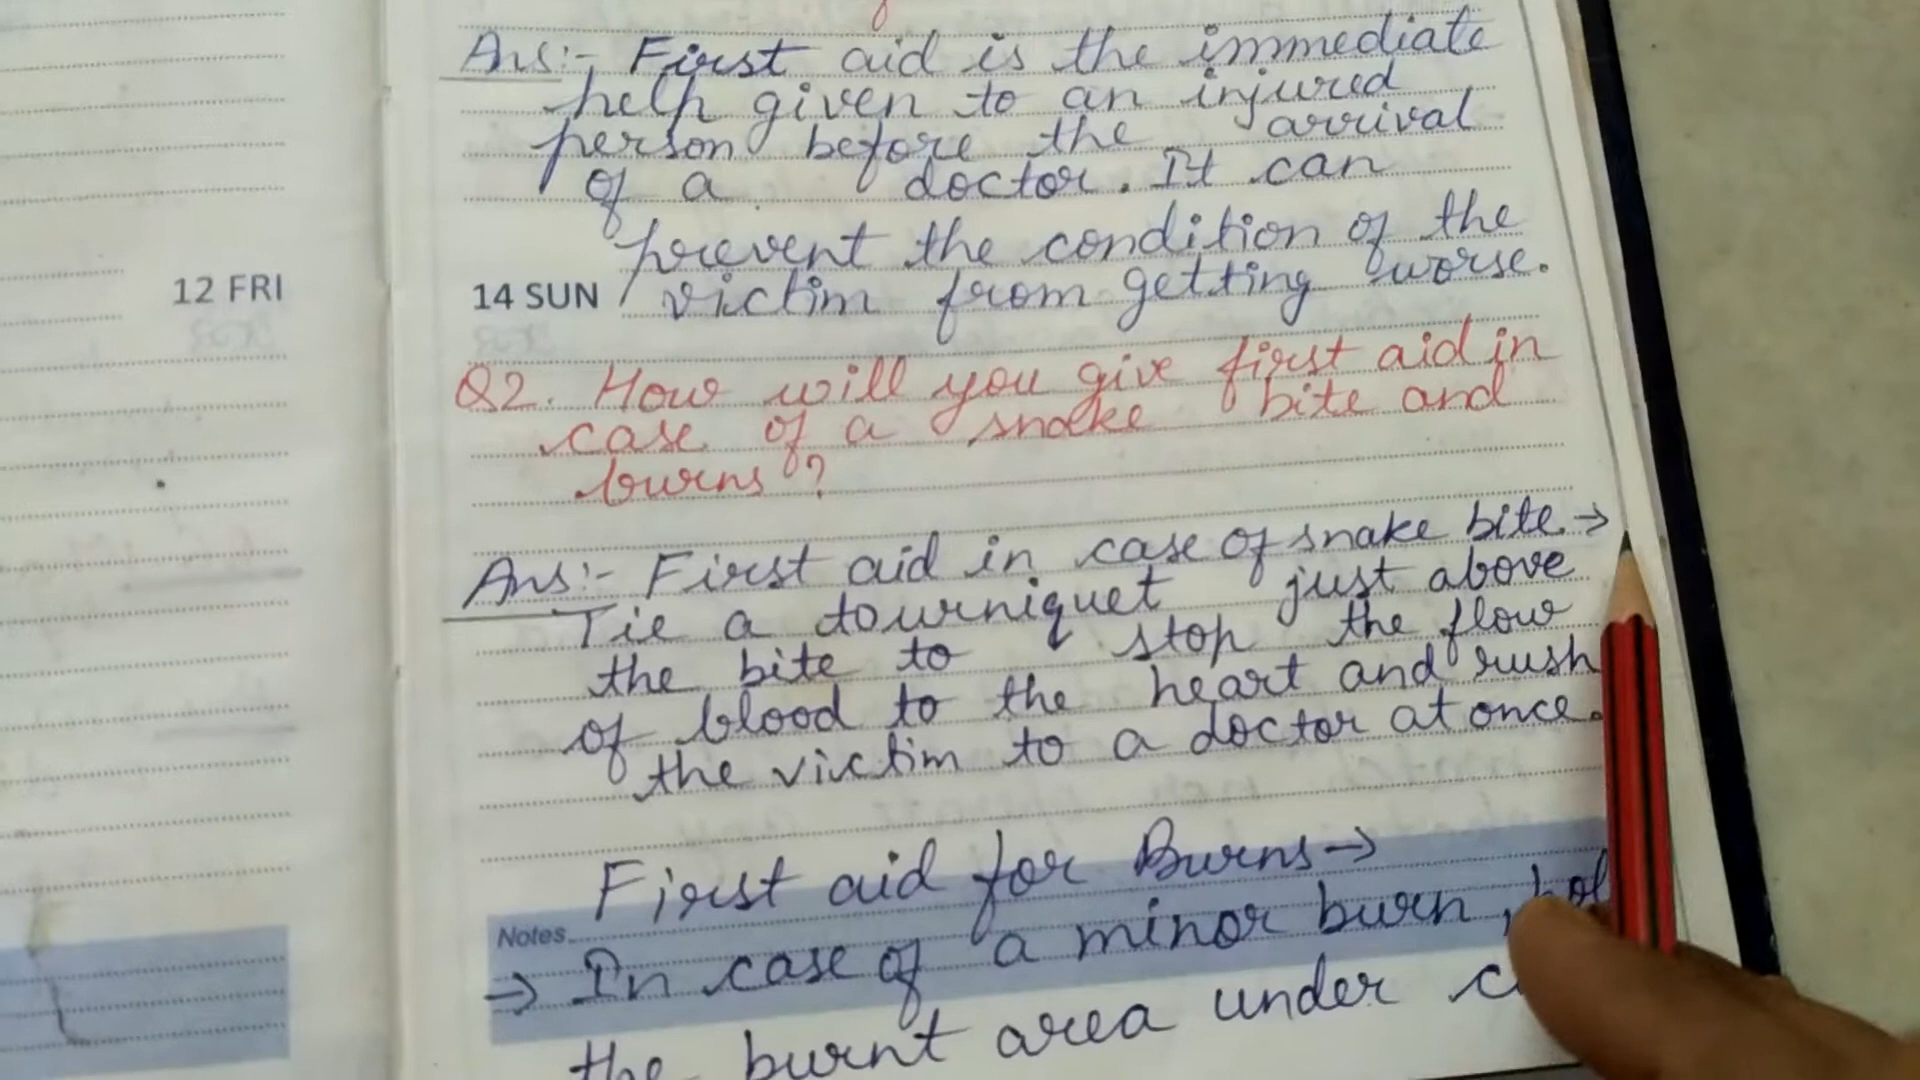 Ans:- First aid is the immediate
help given to an injured
person before the arrival
of a doctor. It can
prevent the condition of the
12 FRI
14 SUN victim from getting worse.
Q2. How will you give first aid in
case of a snake bite and
burns?
Ans:- First aid in case of snake bite →
Tie a tourniquet just above
the bite to stop the flow
of blood to the heart and rush
the victim to a doctor at once.
First aid for Burns →
Notes
→ In case of a minor burn,
the burnt area under